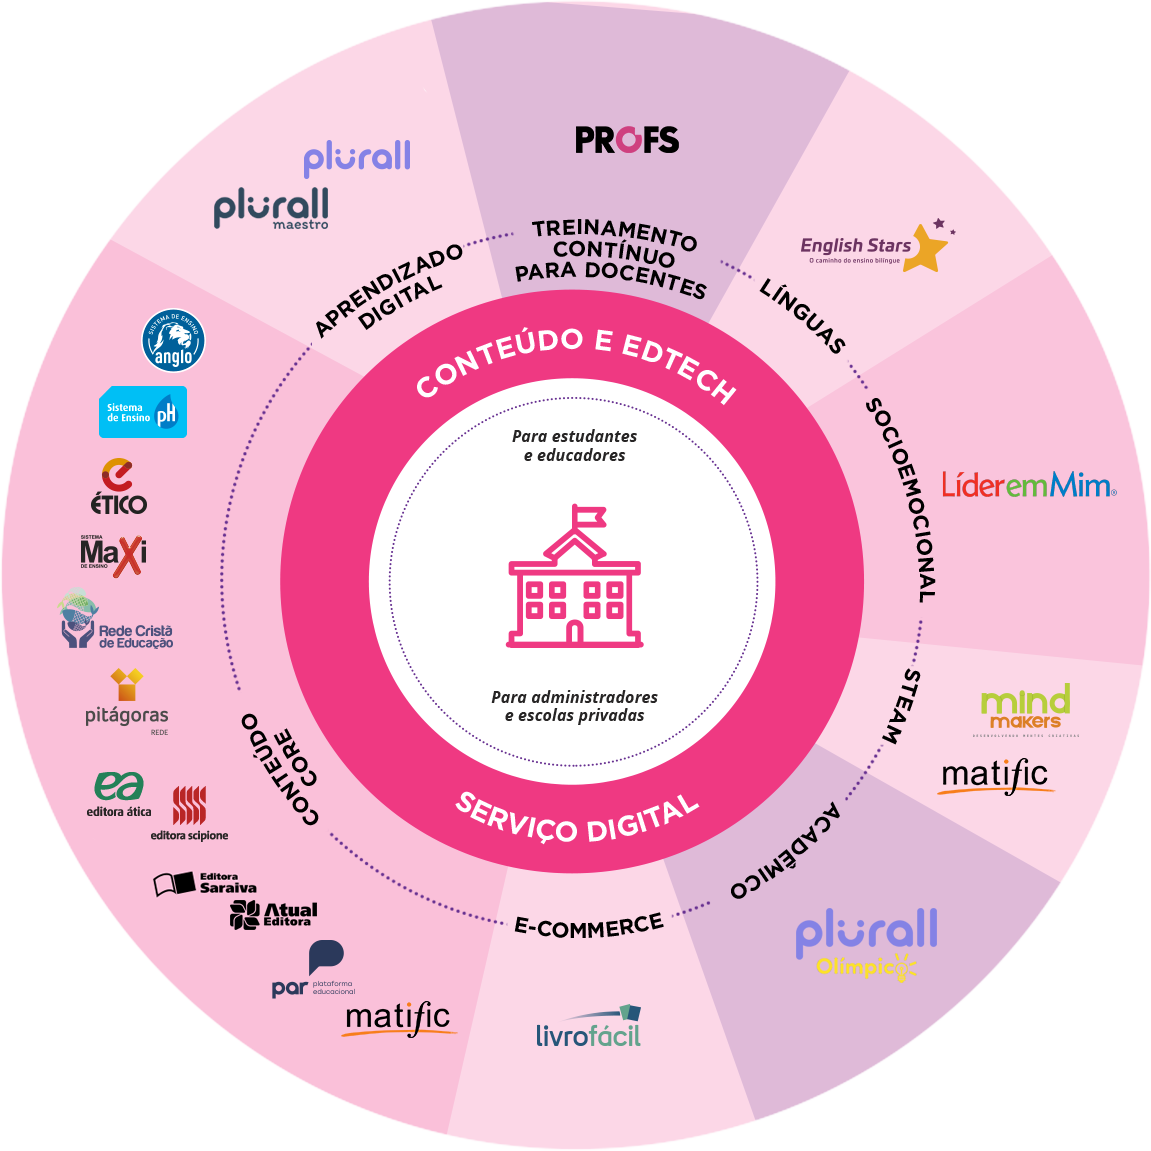 PROFS
TREINAMENTO
CONTÍNUO
PARA DOCENTES
English Stars
O caminho do ensino bilíngue
LÍNGUAS
SOCIOEMOCIONAL
LíderemMim®
STEAM
mind
makers
DESENVOLVENDO MENTES CRIATIVAS
matific
ACADÊMICO
plurall
Olímpico
E-COMMERCE
livrofácil
CONTEÚDO
CORE
SISTEMA DE ENSINO
anglo
Sistema
de Ensino
pH
ÉTICO
SISTEMA
MaXi
DE ENSINO
Rede Cristã
de Educação
pitágoras
REDE
ea
editora ática
editora scipione
Editora
Saraiva
Atual
Editora
par
plataforma
educacional
matific
APRENDIZADO
DIGITAL
plurall
plurall
maestro
CONTEÚDO E EDTECH
Para estudantes
e educadores
Para administradores
e escolas privadas
SERVIÇO DIGITAL